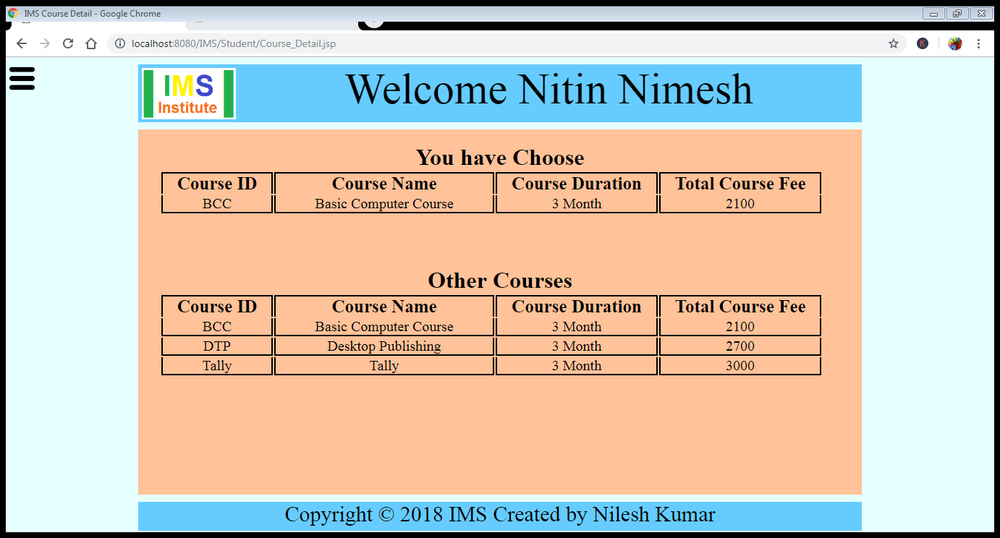 IMS Course Detail - Google Chrome
localhost:8080/IMS/Student/Course_Detail.jsp
K
IMS
Institute
Welcome Nitin Nimesh
You have Choose
Course ID Course Name Course Duration Total Course Fee
BCC Basic Computer Course 3 Month 2100
Other Courses
Course ID Course Name Course Duration Total Course Fee
BCC Basic Computer Course 3 Month 2100
DTP Desktop Publishing 3 Month 2700
Tally Tally 3 Month 3000
Copyright © 2018 IMS Created by Nilesh Kumar